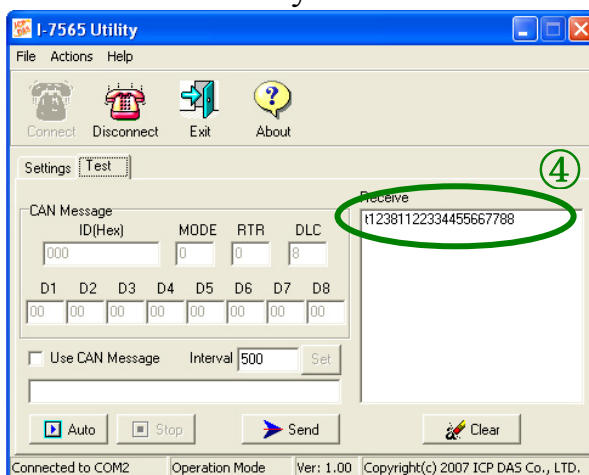 I-7565 Utility
File Actions Help
Connect Disconnect Exit About
Settings Test
④
CAN Message
ID(Hex) MODE RTR DLC
000 0 0 8
D1 D2 D3 D4 D5 D6 D7 D8
00 00 00 00 00 00 00 00
Use CAN Message Interval 500 Set
Auto Stop Send
Receive
t12381122334455667788
Clear
Connected to COM2 Operation Mode Ver: 1.00 Copyright(c) 2007 ICP DAS Co., LTD.